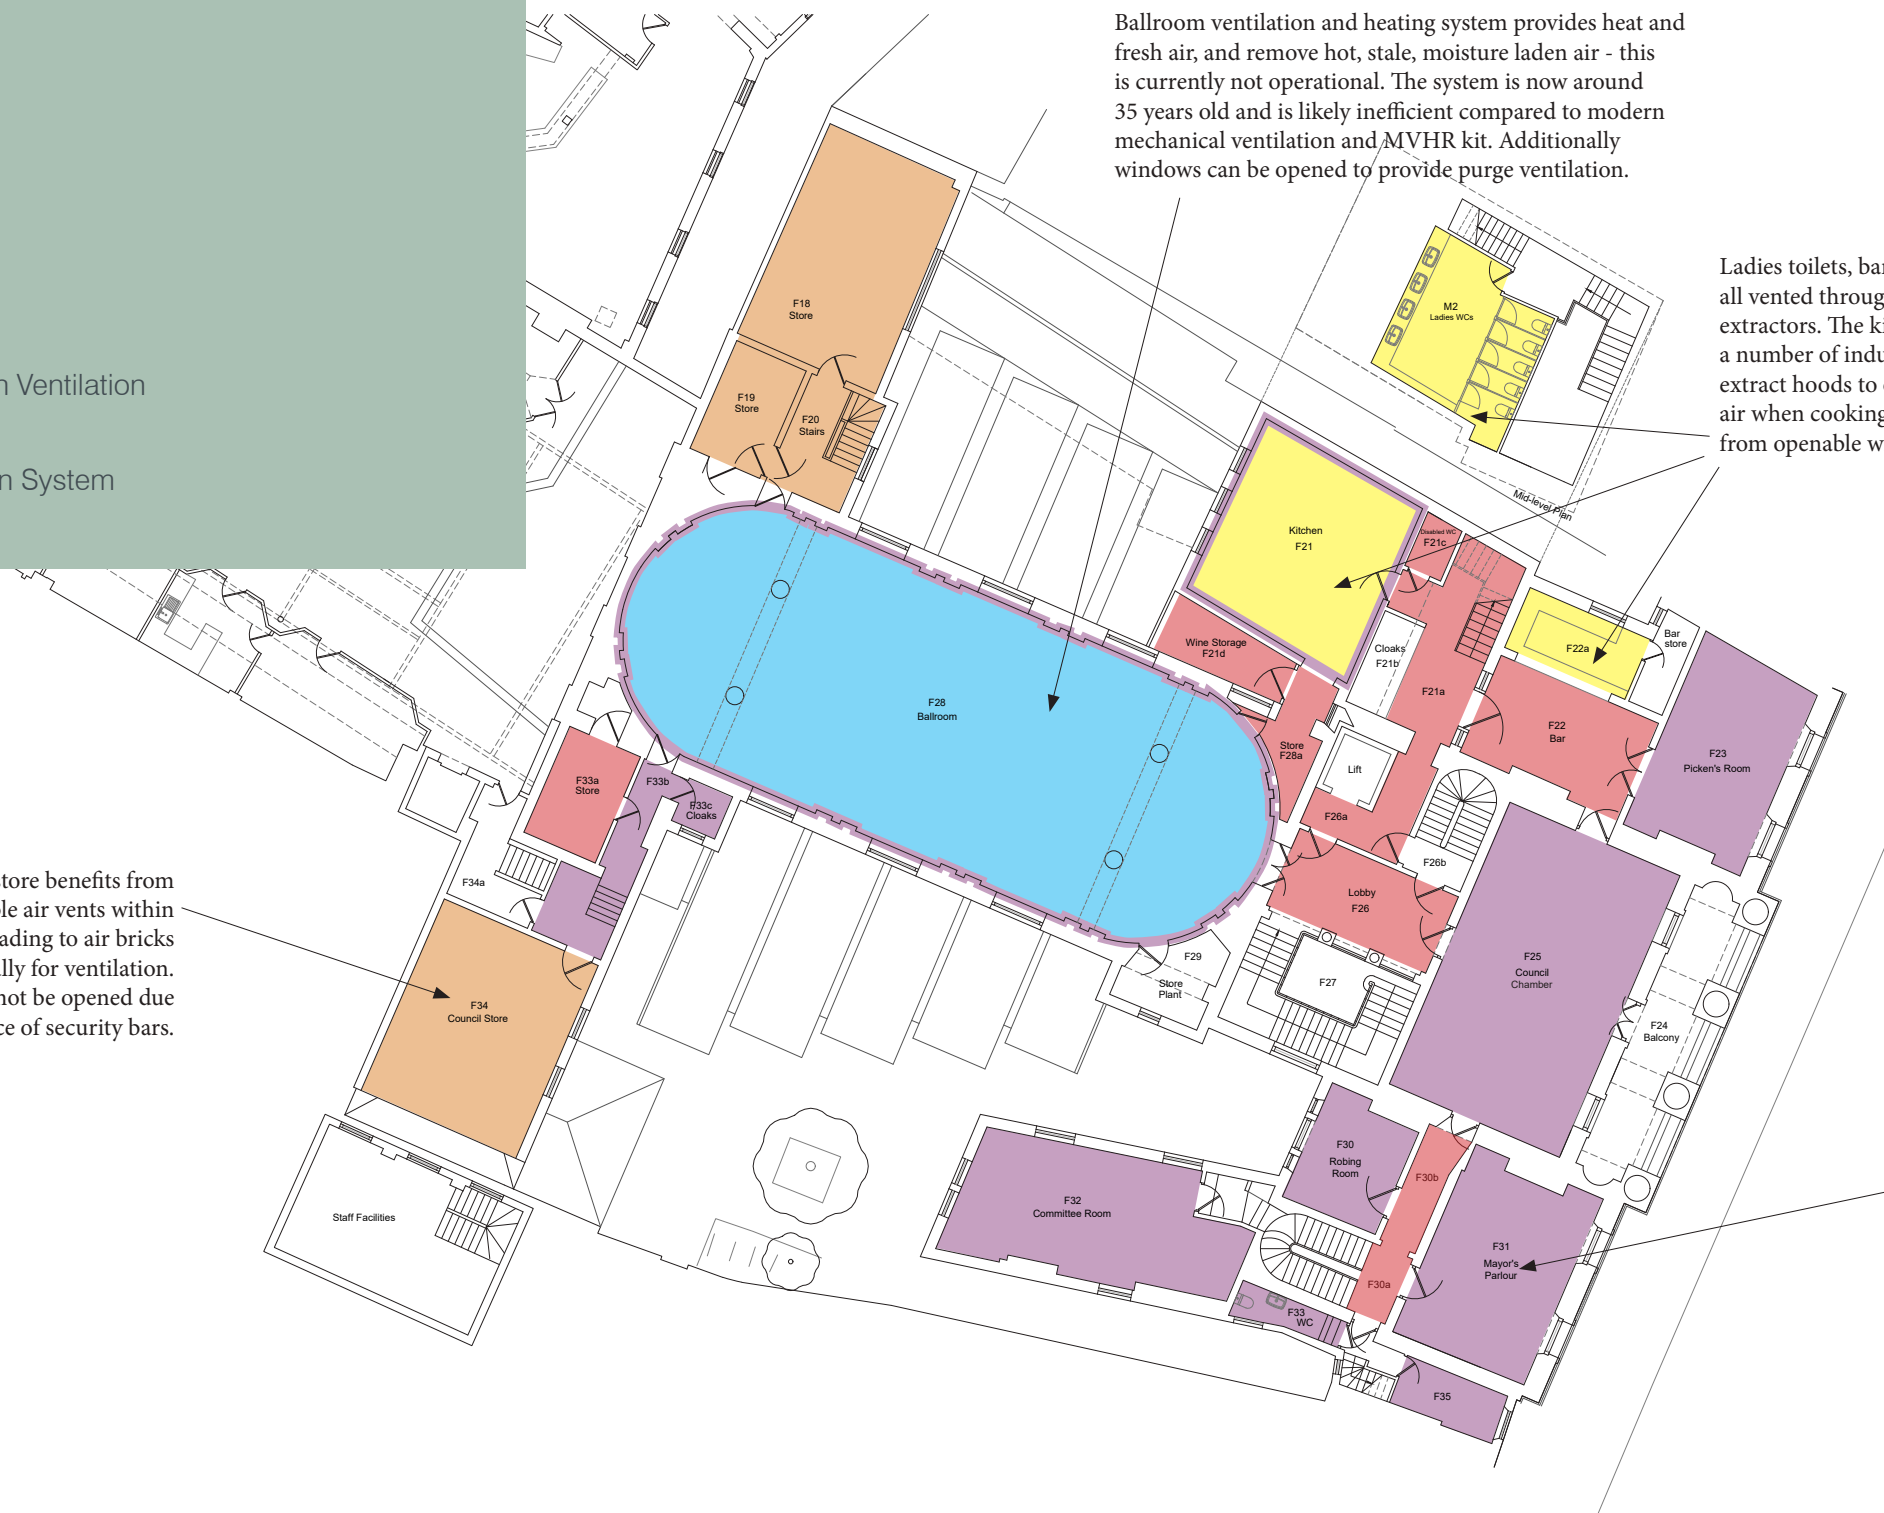 Ballroom ventilation and heating system provides heat and
fresh air, and remove hot, stale, moisture laden air - this
is currently not operational. The system is now around
35 years old and is likely inefficient compared to modern
mechanical ventilation and MVHR kit. Additionally
windows can be opened to provide purge ventilation.
Ladies toilets, bar
all vented throug
extractors. The ki
a number of indu
extract hoods to
air when cooking
from openable w
n Ventilation
n System
M2
Ladies WCs
Mid-level Plan
F18
Store
F19
Store
F20
Stairs
Kitchen
F21
Disabled WC
F21c
Wine Storage
F21d
Cloaks
F21b
F21a
F22a
Bar
store
F22
Bar
F23
Picken's Room
F28
Ballroom
Store
F28a
Lift
F26a
F26b
Lobby
F26
F33a
Store
F33b
F33c
Cloaks
F34a
store benefits from
ble air vents within
ading to air bricks
ally for ventilation.
not be opened due
ce of security bars.
F34
Council Store
F29
Store
Plant
F27
F25
Council
Chamber
F24
Balcony
F30
Robing
Room
F30b
F30a
F32
Committee Room
F31
Mayor's
Parlour
F33
WC
F35
Staff Facilities